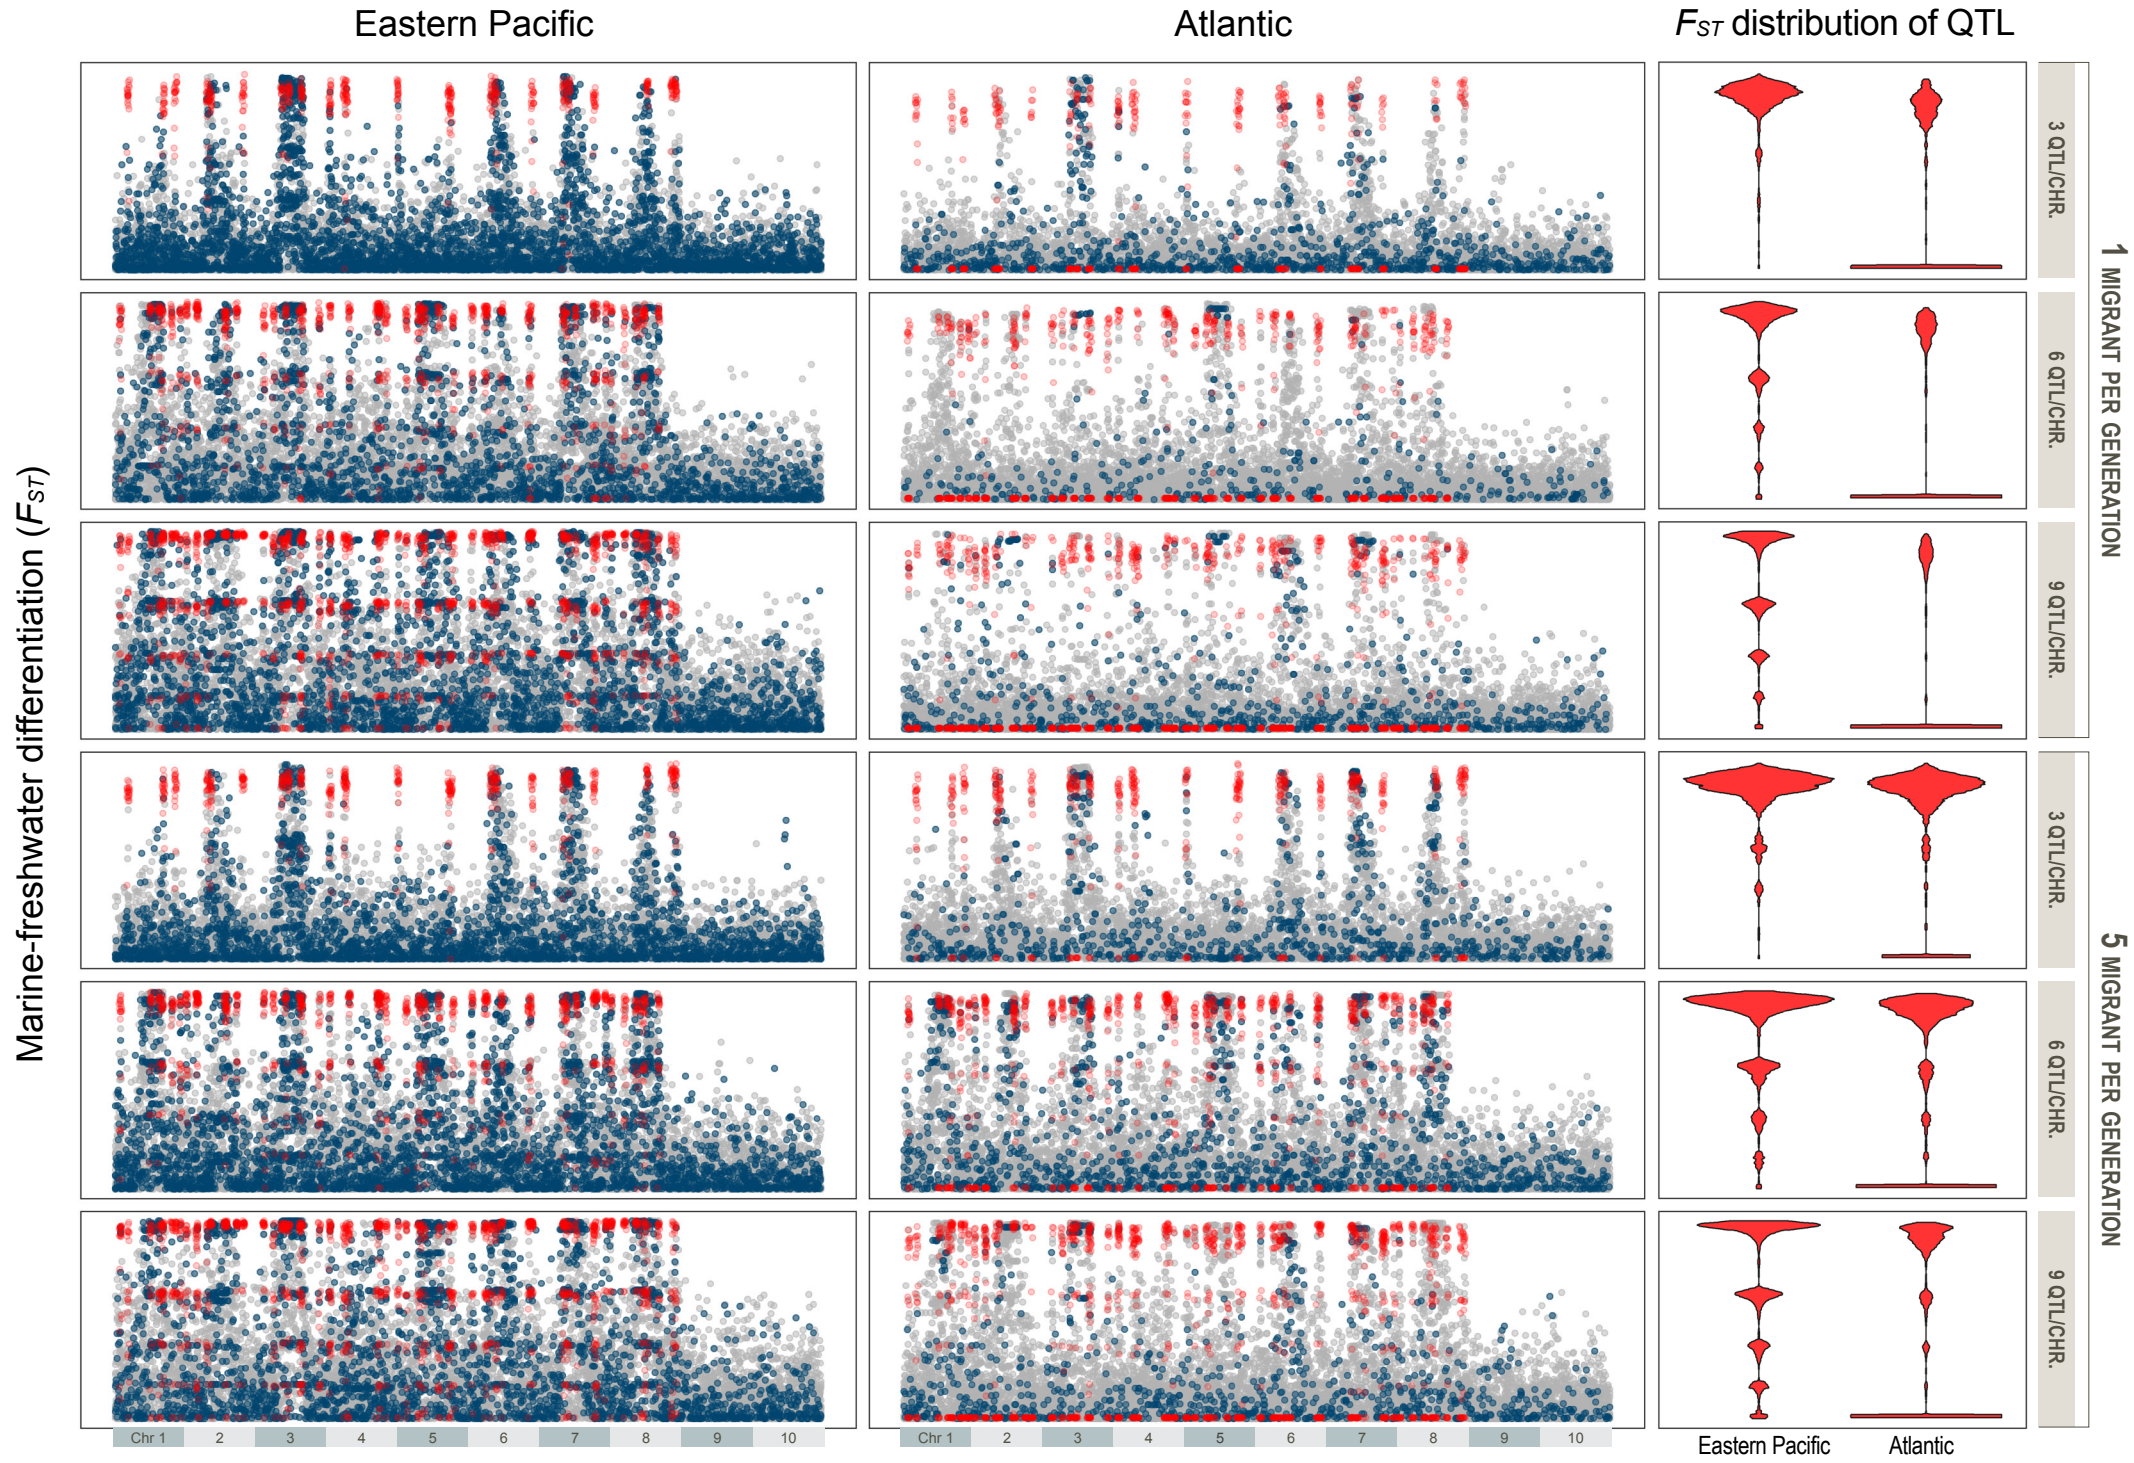 Eastern Pacific
Atlantic
FST distribution of QTL
Marine-freshwater differentiation (FST)
3 QTL/CHR.
6 QTL/CHR.
9 QTL/CHR.
1 MIGRANT PER GENERATION
3 QTL/CHR.
6 QTL/CHR.
9 QTL/CHR.
5 MIGRANT PER GENERATION
Chr 1 2 3 4 5 6 7 8 9 10
Chr 1 2 3 4 5 6 7 8 9 10
Eastern Pacific Atlantic